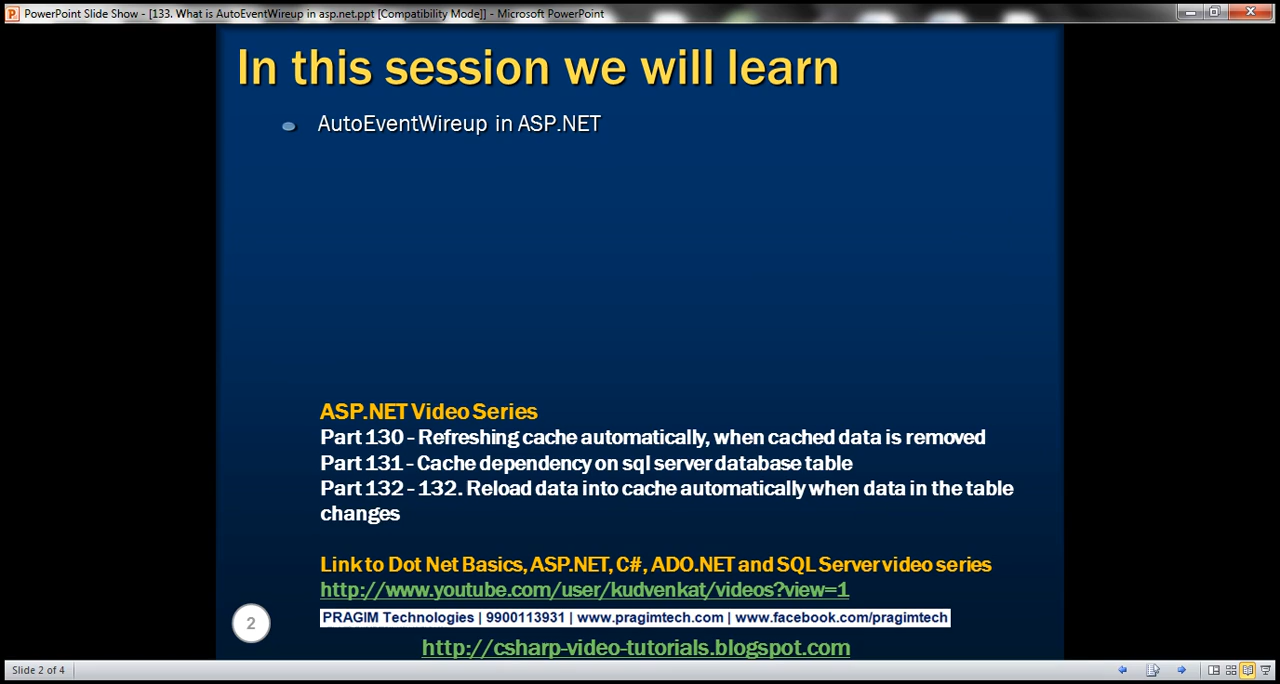 PowerPoint Slide Show - [133. What is AutoEventWireup in asp.net.ppt [Compatibility Mode]] - Microsoft PowerPoint
In this session we will learn
AutoEventWireup in ASP.NET
ASP.NET Video Series
Part 130 - Refreshing cache automatically, when cached data is removed
Part 131 - Cache dependency on sql server database table
Part 132 - 132. Reload data into cache automatically when data in the table
changes
Link to Dot Net Basics, ASP.NET, C#, ADO.NET and SQL Server video series
http://www.youtube.com/user/kudvenkat/videos?view=1
2
PRAGIM Technologies | 9900113931 | www.pragimtech.com | www.facebook.com/pragimtech
http://csharp-video-tutorials.blogspot.com
Slide 2 of 4